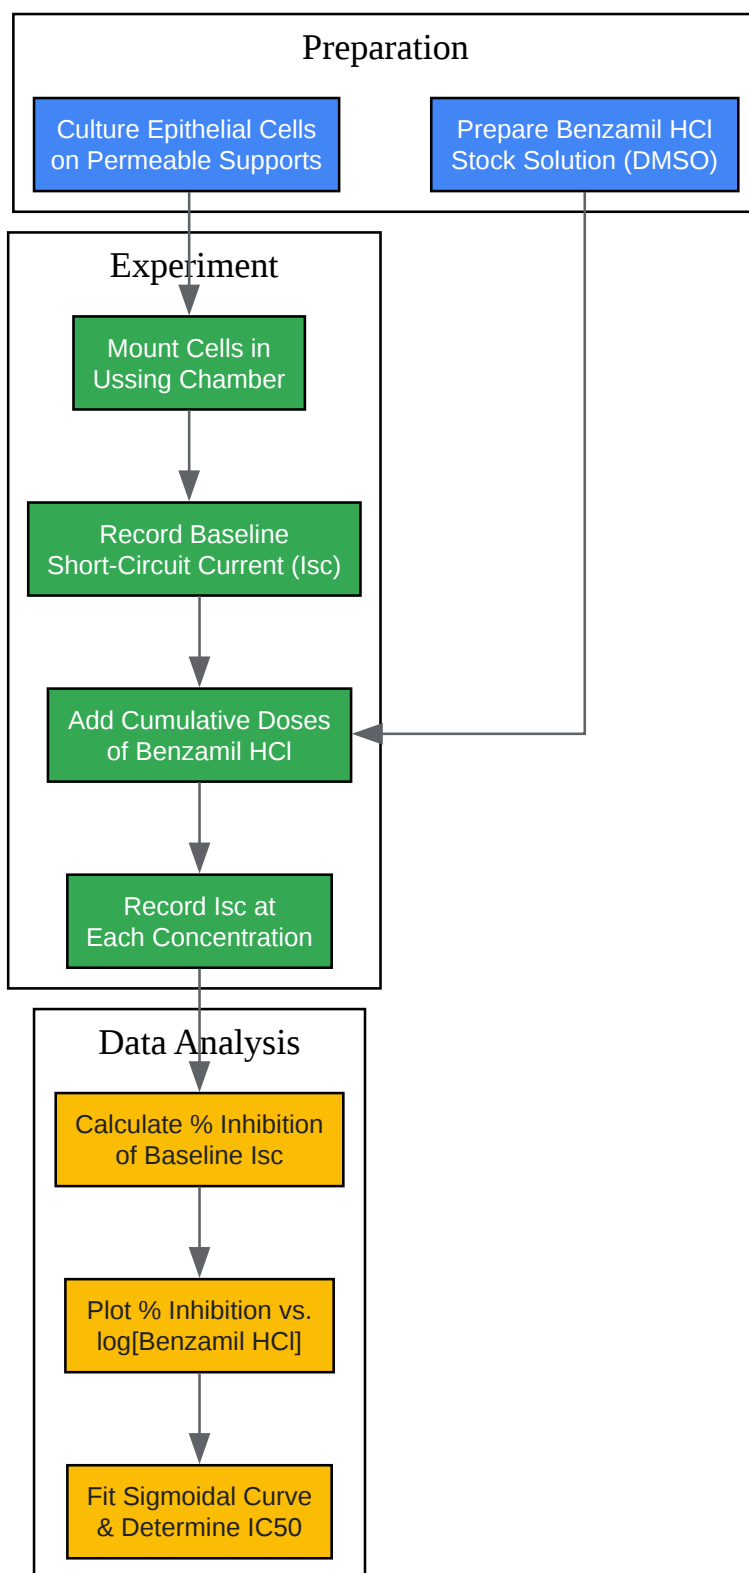 Preparation
Culture Epithelial Cells
on Permeable Supports
Prepare Benzamil HCl
Stock Solution (DMSO)
Experiment
Mount Cells in
Ussing Chamber
Record Baseline
Short-Circuit Current (Isc)
Add Cumulative Doses
of Benzamil HCl
Record Isc at
Each Concentration
Data Analysis
Calculate % Inhibition
of Baseline Isc
Plot % Inhibition vs.
log[Benzamil HCl]
Fit Sigmoidal Curve
& Determine IC50